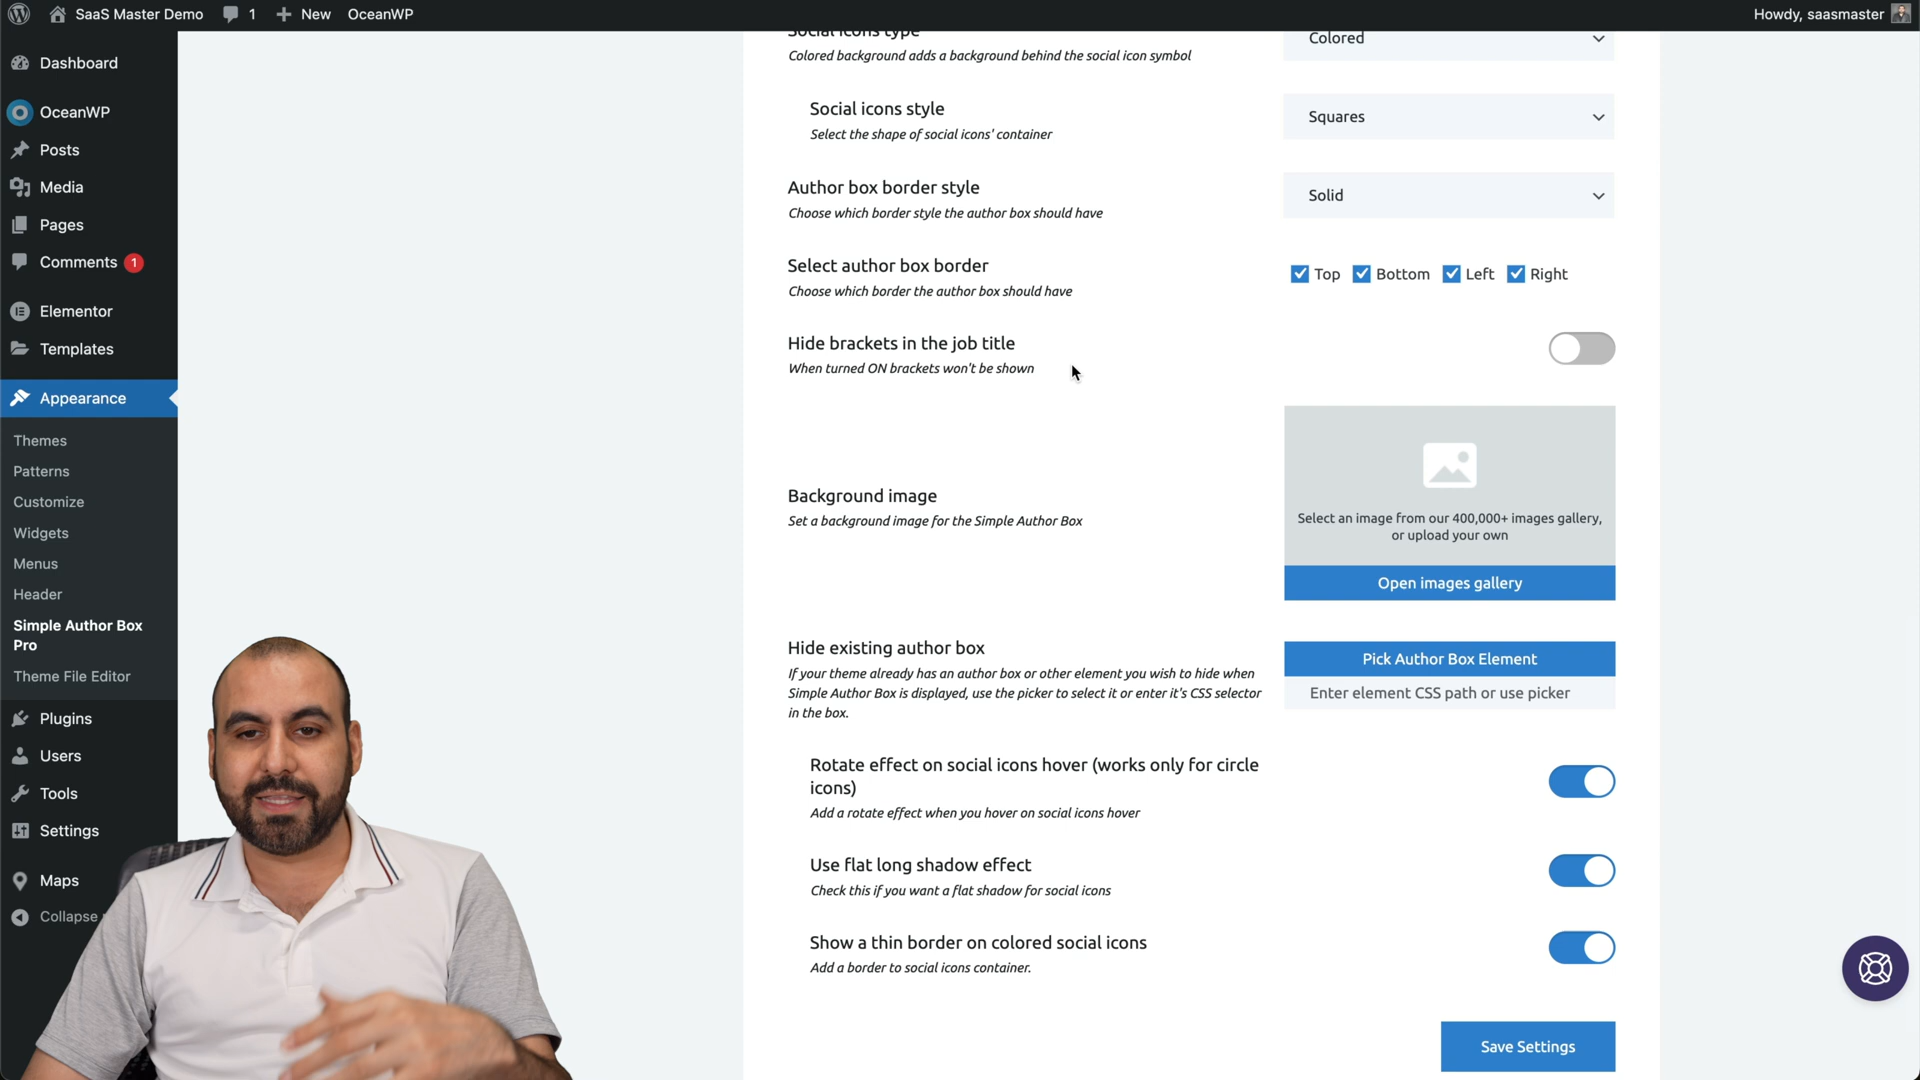 SaaS Master Demo
1
New
OceanWP
Howdy, saasmaster
Dashboard
OceanWP
Posts
Media
Pages
Comments 1
Elementor
Templates
Appearance
Themes
Patterns
Customize
Widgets
Menus
Header
Simple Author Box
Pro
Theme File Editor
Plugins
Users
Tools
Settings
Maps
Collapse
Social icons type
Colored background adds a background behind the social icon symbol
Colored
Social icons style
Select the shape of social icons' container
Squares
Author box border style
Choose which border style the author box should have
Solid
Select author box border
Choose which border the author box should have
Top Bottom Left Right
Hide brackets in the job title
When turned ON brackets won't be shown
Background image
Set a background image for the Simple Author Box
Select an image from our 400,000+ images gallery,
or upload your own
Open images gallery
Hide existing author box
If your theme already has an author box or other element you wish to hide when
Simple Author Box is displayed, use the picker to select it or enter it's CSS selector
in the box.
Pick Author Box Element
Enter element CSS path or use picker
Rotate effect on social icons hover (works only for circle
icons)
Add a rotate effect when you hover on social icons hover
Use flat long shadow effect
Check this if you want a flat shadow for social icons
Show a thin border on colored social icons
Add a border to social icons container.
Save Settings